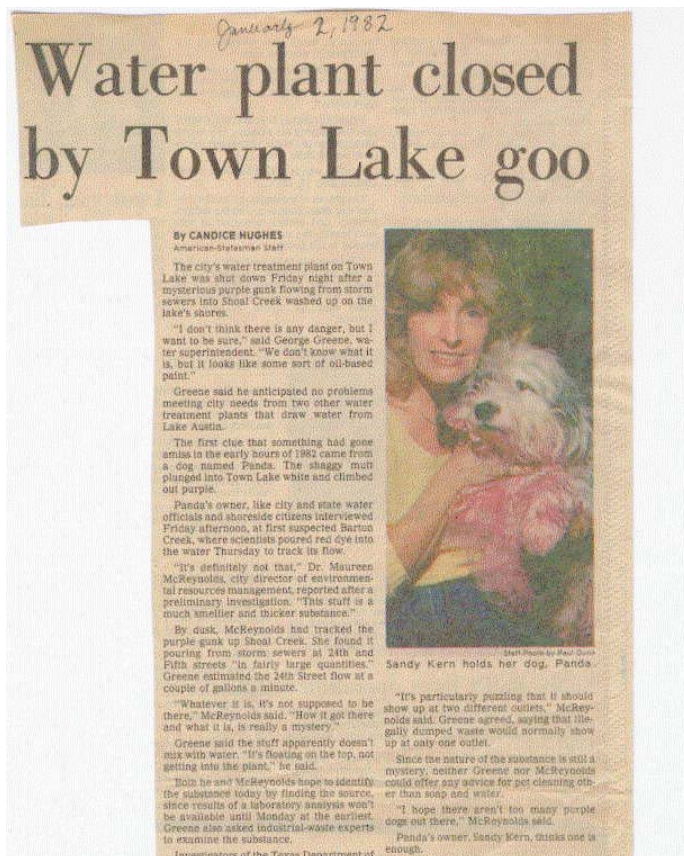 January 2, 1982
Water plant closed
by Town Lake goo
By CANDICE HUGHES
American-Statesman Staff
The city's water treatment plant on Town
Lake was shut down Friday night after a
mysterious purple gunk flowing from storm
sewers into Shoal Creek washed up on the
lake's shores.
"I don't think there is any danger, but I
want to be sure," said George Greene, wa-
ter superintendent. "We don't know what it
is, but it looks like some sort of oil-based
paint."
Greene said he anticipated no problems
meeting city needs from two other water
treatment plants that draw water from
Lake Austin.
The first clue that something had gone
amiss in the early hours of 1982 came from
a dog named Panda. The shaggy mutt
plunged into Town Lake white and climbed
out purple.
Panda's owner, like city and state water
officials and shoreside citizens interviewed
Friday afternoon, at first suspected Barton
Creek, where scientists poured red dye into
the water Thursday to track its flow.
"It's definitely not that," Dr. Maureen
McReynolds, city director of environmen-
tal resources management, reported after a
preliminary investigation. "This stuff is a
much smellier and thicker substance."
By dusk, McReynolds had tracked the
purple gunk up Shoal Creek. She found it
pouring from storm sewers at 24th and
Fifth streets "in fairly large quantities."
Greene estimated the 24th Street flow at a
couple of gallons a minute.
"Whatever it is, it's not supposed to be
there," McReynolds said. "How it got there
and what it is, is really a mystery."
Greene said the stuff apparently doesn't
mix with water. "It's floating on the top, not
getting into the plant," he said.
Both he and McReynolds hope to identify
the substance today by finding the source,
since results of a laboratory analysis won't
be available until Monday at the earliest.
Greene also asked industrial-waste experts
to examine the substance.
Investigators of the Texas Department of
Staff Photo by Paul
Sandy Kern holds her dog, Panda.
"It's particularly puzzling that it should
show up at two different outlets," McRey-
nolds said. Greene agreed, saying that ille-
gally dumped waste would normally show
up at only one outlet.
Since the nature of the substance is still a
mystery, neither Greene nor McReynolds
could offer any advice for pet cleaning oth-
er than soap and water.
"I hope there aren't too many purple
dogs out there," McReynolds said.
Panda's owner, Sandy Kern, thinks one is
enough.